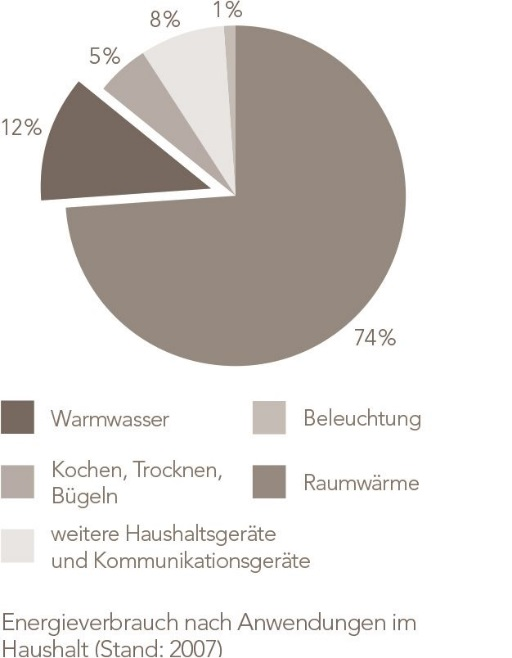 1%
8%
5%
12%
74%
Warmwasser
Beleuchtung
Kochen, Trocknen,
Bügeln
Raumwärme
weitere Haushaltsgeräte
und Kommunikationsgeräte
Energieverbrauch nach Anwendungen im
Haushalt (Stand: 2007)